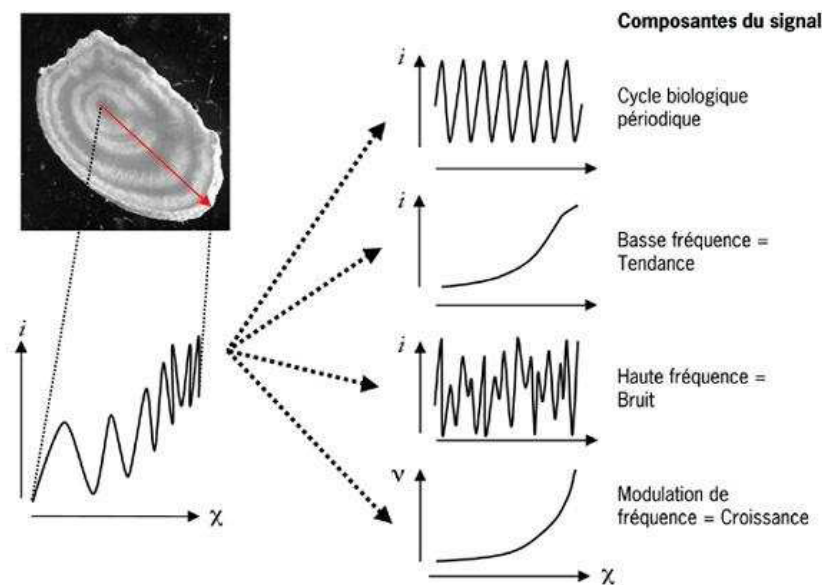 Composantes du signal
i
Cycle biologique
périodique
i
Basse fréquence =
Tendance
i
i
Haute fréquence =
Bruit
χ
ν
Modulation de
fréquence = Croissance
χ